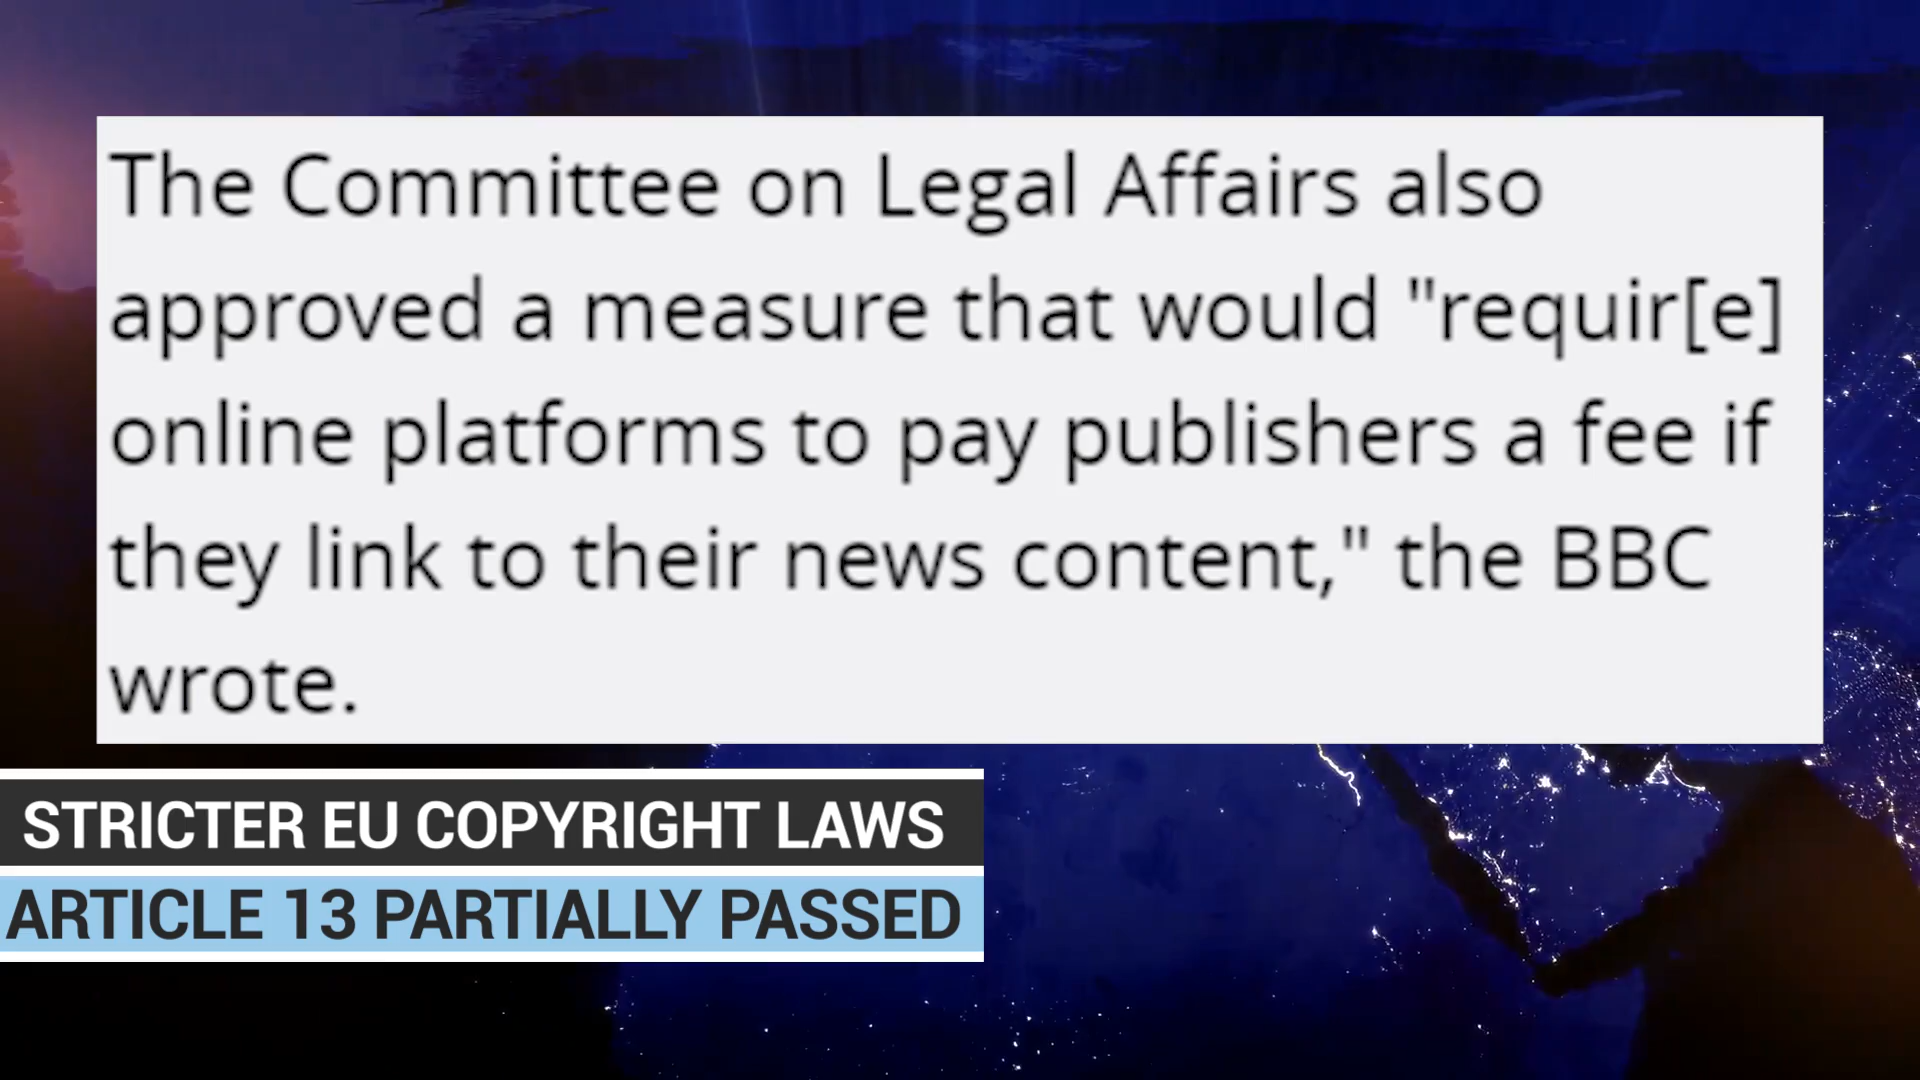 The Committee on Legal Affairs also
approved a measure that would "requir[e]
online platforms to pay publishers a fee if
they link to their news content," the BBC
wrote.
STRICTER EU COPYRIGHT LAWS
ARTICLE 13 PARTIALLY PASSED